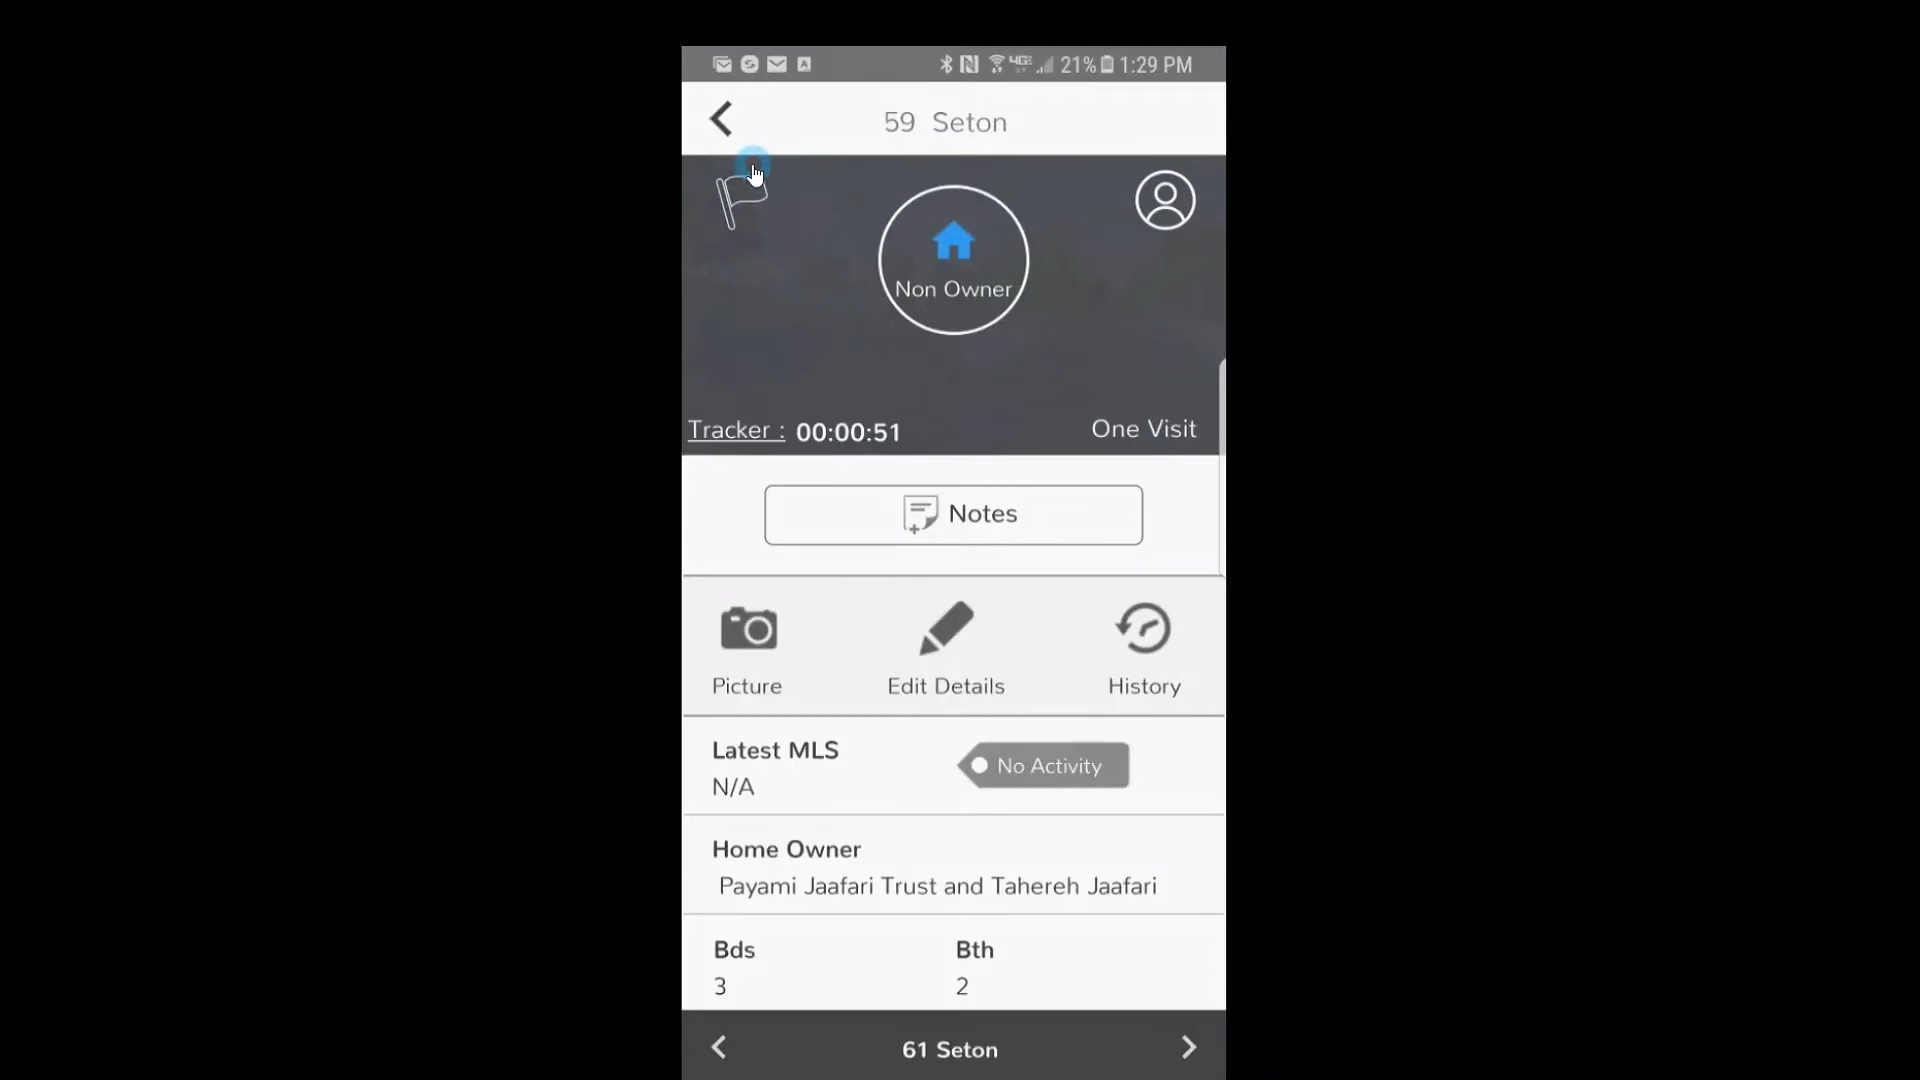 21% 1:29 PM
59 Seton
Non Owner
Tracker : 00:00:51
One Visit
Notes
Picture
Edit Details
History
Latest MLS
No Activity
N/A
Home Owner
Payami Jaafari Trust and Tahereh Jaafari
Bds
Bth
3
2
61 Seton